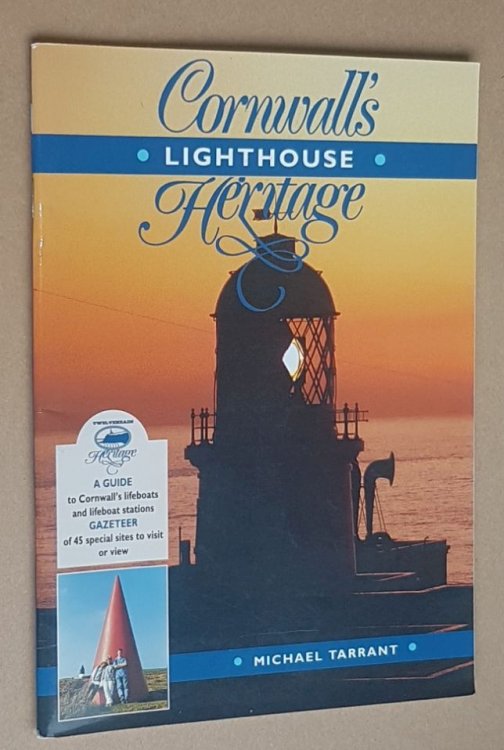 Cornwall's
• LIGHTHOUSE •
Heritage
TWELVEHEADS
Heritage
A GUIDE
to Cornwall's lifeboats
and lifeboat stations
GAZETEER
of 45 special sites to visit
or view
• MICHAEL TARRANT •